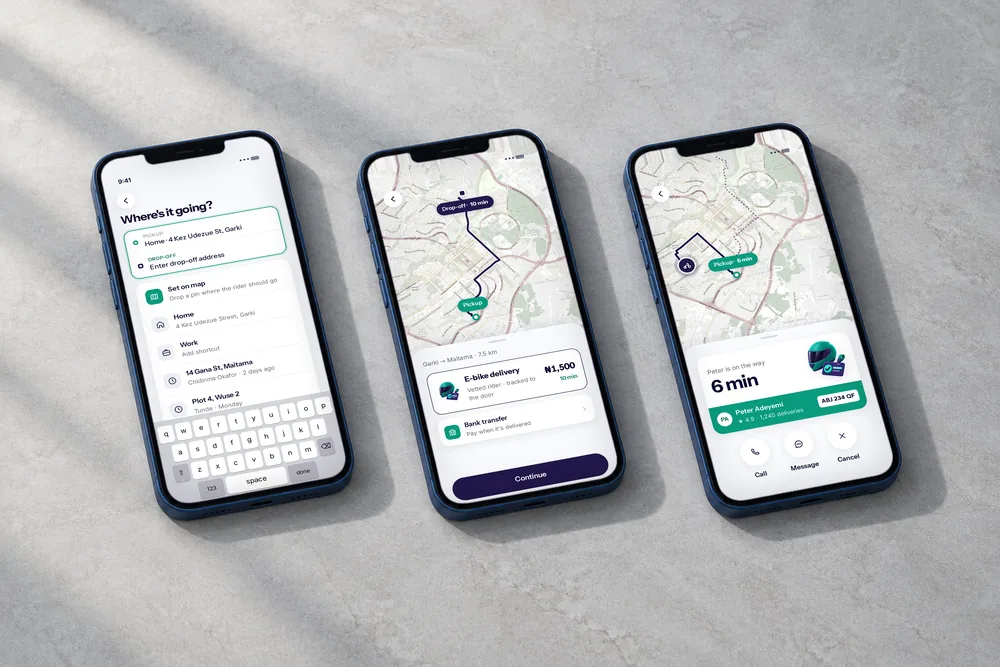 9:41
Where's it going?
PICKUP
Home · 4 Kez Udezue St, Garki
DROP-OFF
Enter drop-off address
Set on map
Drop a pin where the rider should go
Home
4 Kez Udezue Street, Garki
Work
Add shortcut
14 Gana St, Maitama
Chidinma Okafor · 2 days ago
Plot 4, Wuse 2
Tunde · Monday
q w e r t y u i o p
a s d f g h j k l
z x c v b n m
123 space done
Drop-off · 10 min
Pickup
Garki → Maitama · 7.5 km
E-bike delivery ₦1,500
Vetted rider · tracked to 10 min
the door
Bank transfer
Pay when it's delivered
Continue
Pickup · 6 min
Peter is on the way
6 min
PA Peter Adeyemi ABJ 234 QF
★ 4.9 · 1,240 deliveries
Call Message Cancel